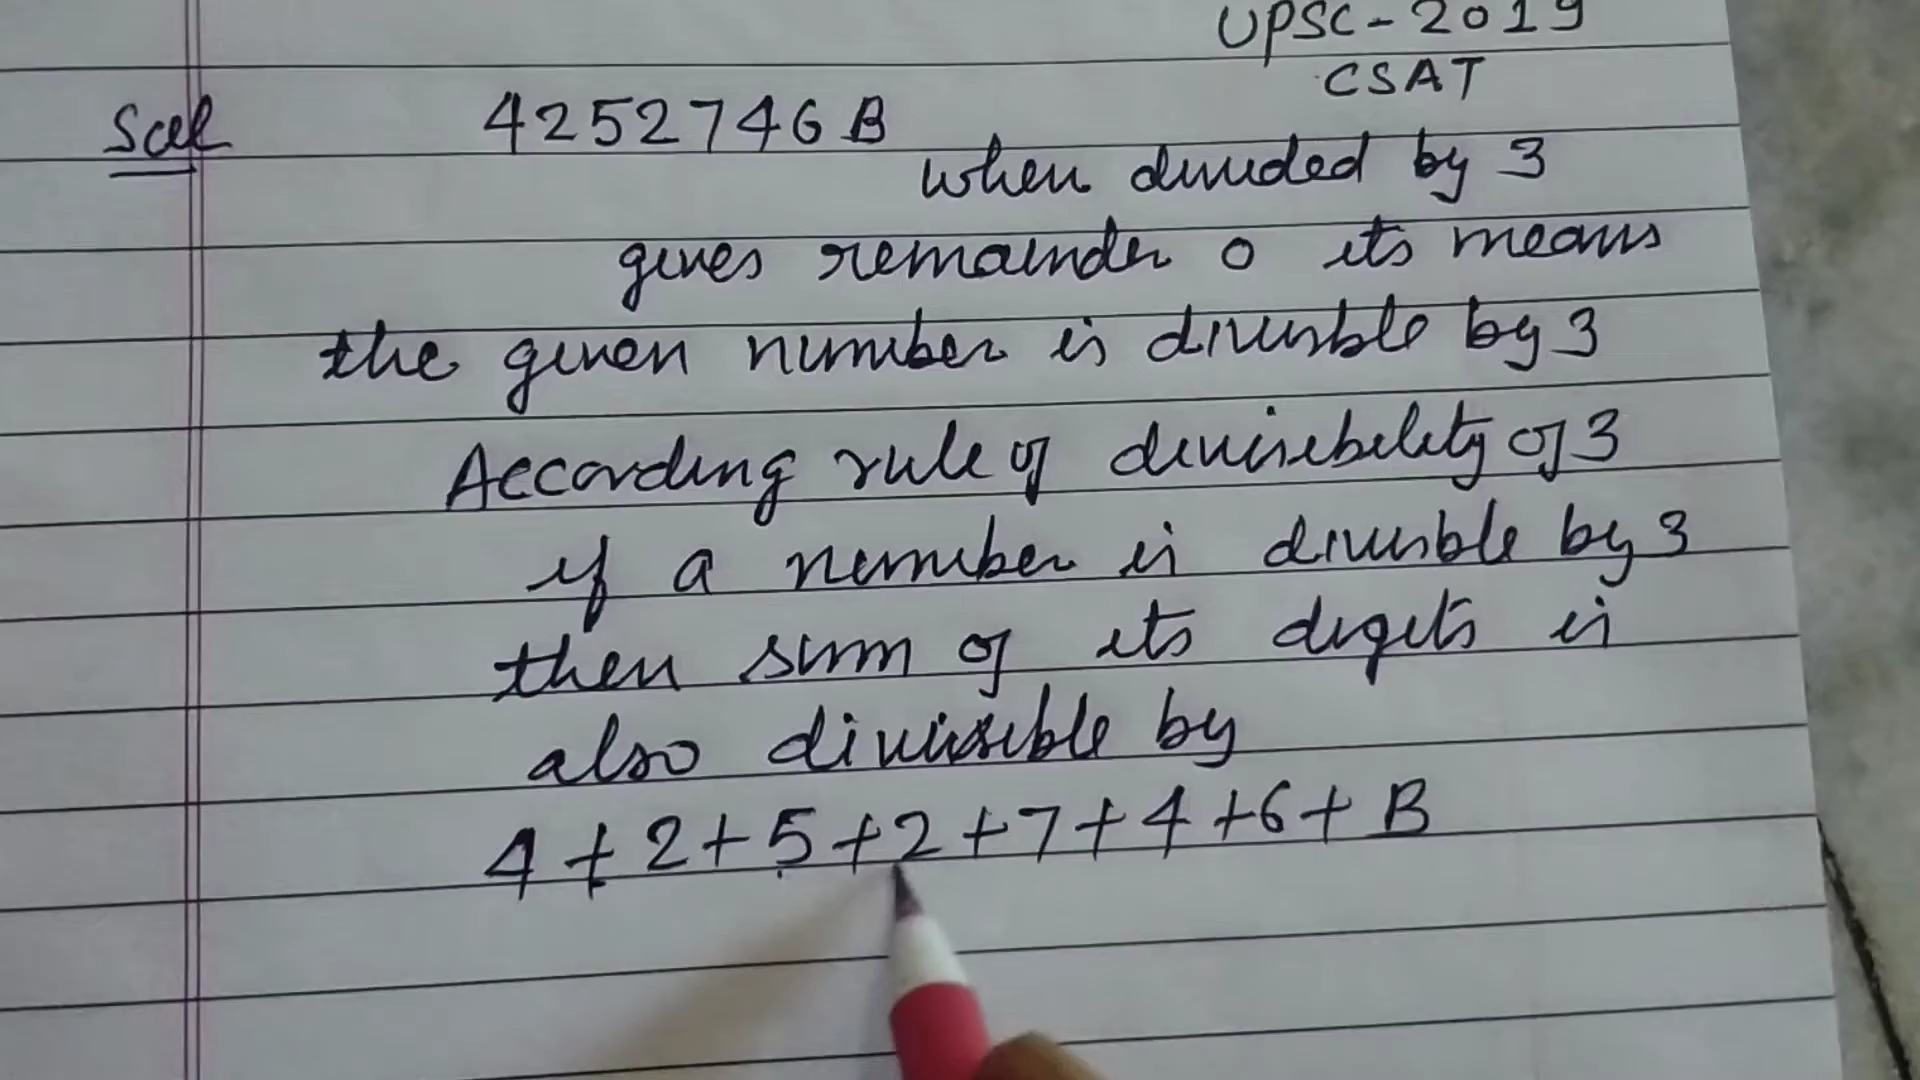 UPSC-2019
CSAT
Sol 4252746B
when divided by 3
gives remainder 0 its means
the given number is divisible by 3
According rule of divisibility of 3
if a number is divisible by 3
then sum of its digits is
also divisible by
4+2+5+2+7+4+6+B